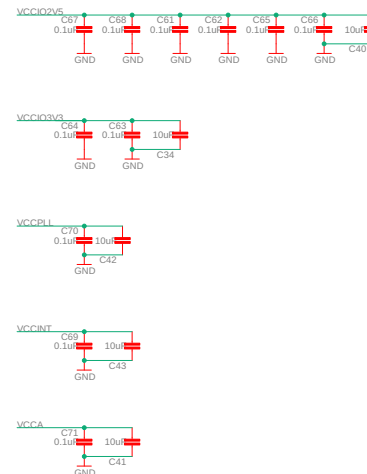 VCCIO2V5
C67 C68 C61 C62 C65 C66
0.1uF 0.1uF 0.1uF 0.1uF 0.1uF 0.1uF 10uF
C40
GND GND GND GND GND GND
VCCIO3V3
C64 C63
0.1uF 0.1uF 10uF
C34
GND GND
VCCPLL
C70
0.1uF 10uF
C42
GND
VCCINT
C69
0.1uF 10uF
C43
GND
VCCA
C71
0.1uF 10uF
C41
GND